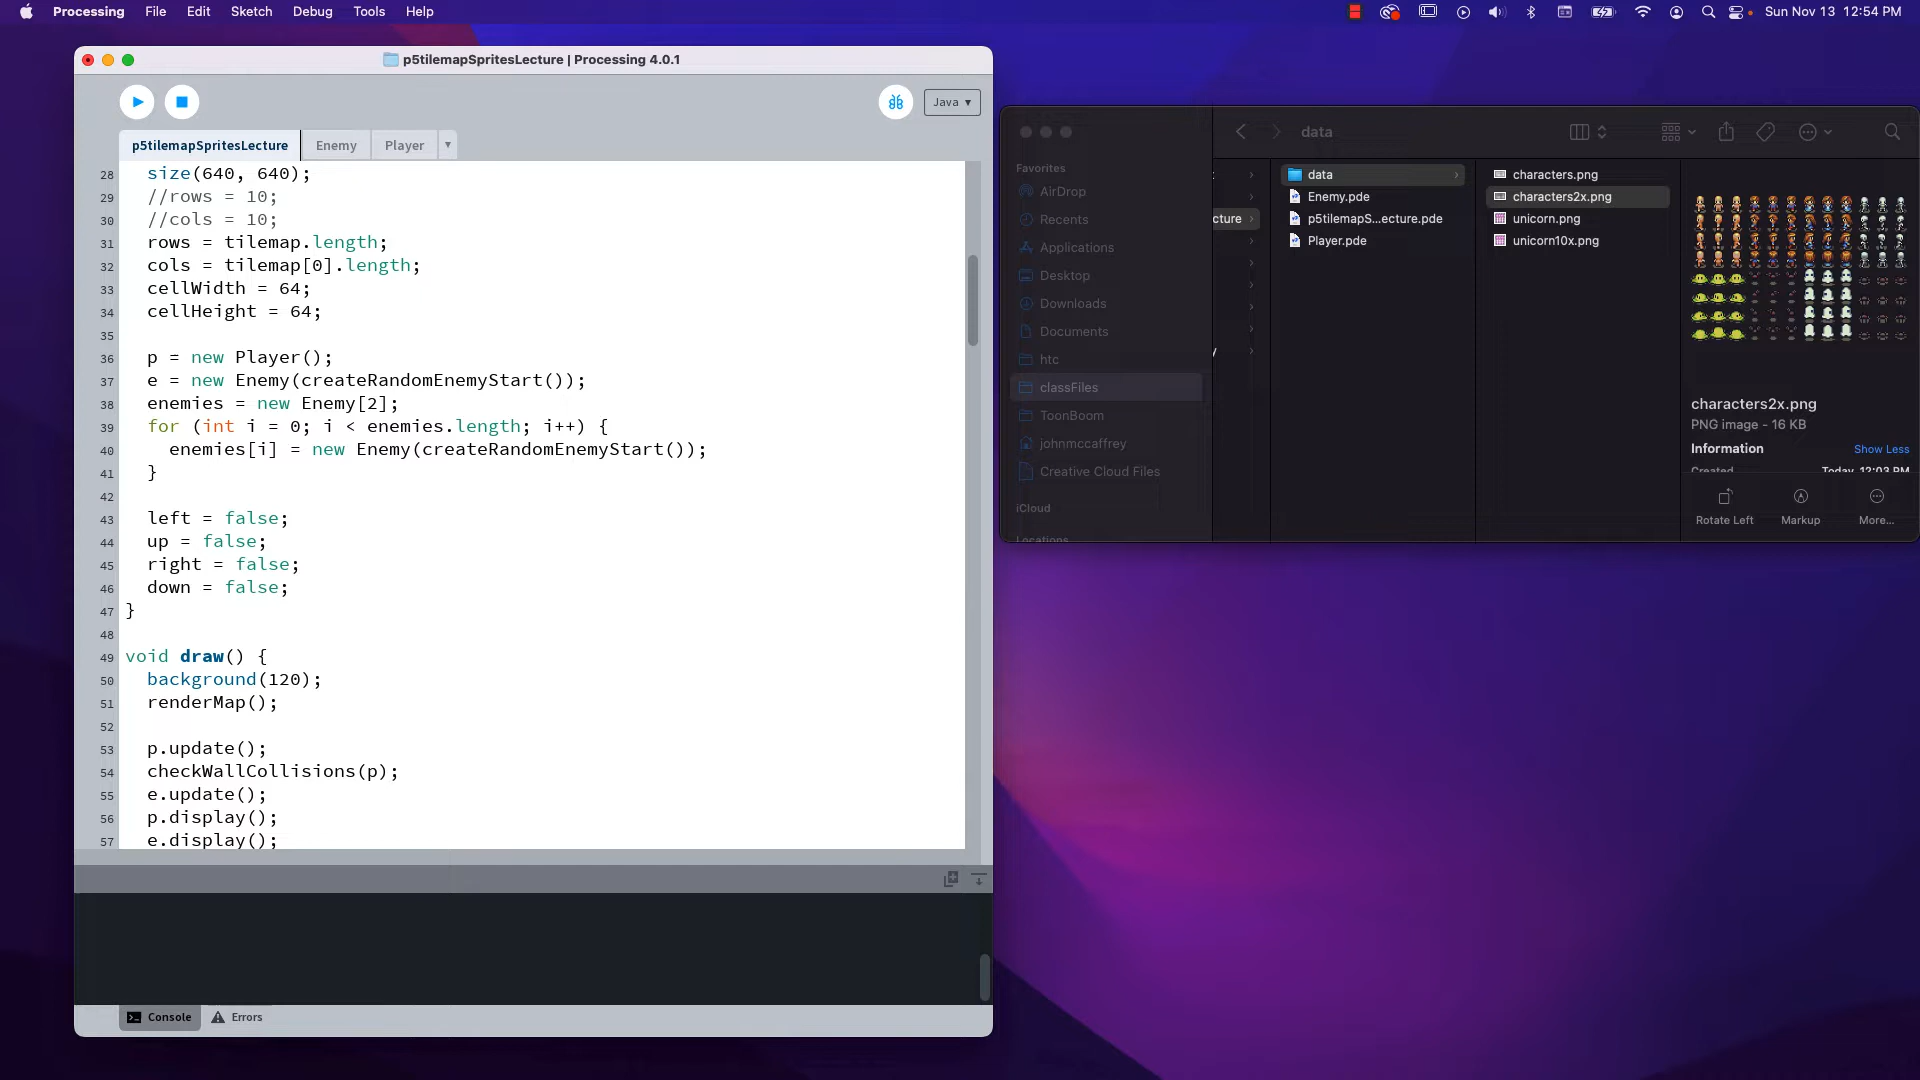 Processing File Edit Sketch Debug Tools Help
Sun Nov 13 12:54 PM
p5tilemapSpritesLecture | Processing 4.0.1
Java ▾
p5tilemapSpritesLecture Enemy Player ▾
28 size(640, 640);
29 //rows = 10;
30 //cols = 10;
31 rows = tilemap.length;
32 cols = tilemap[0].length;
33 cellWidth = 64;
34 cellHeight = 64;
35
36 p = new Player();
37 e = new Enemy(createRandomEnemyStart());
38 enemies = new Enemy[2];
39 for (int i = 0; i < enemies.length; i++) {
40 enemies[i] = new Enemy(createRandomEnemyStart());
41 }
42
43 left = false;
44 up = false;
45 right = false;
46 down = false;
47 }
48
49 void draw() {
50 background(120);
51 renderMap();
52
53 p.update();
54 checkWallCollisions(p);
55 e.update();
56 p.display();
57 e.display();
Console Errors
data
Favorites
AirDrop
Recents
Applications
Desktop
Downloads
Documents
htc
classFiles
ToonBoom
johnmccaffrey
Creative Cloud Files
iCloud
Locations
cture
data
Enemy.pde
p5tilemapS...ecture.pde
Player.pde
characters.png
characters2x.png
unicorn.png
unicorn10x.png
characters2x.png
PNG image - 16 KB
Information Show Less
Created Today, 12:03 PM
Rotate Left Markup More...